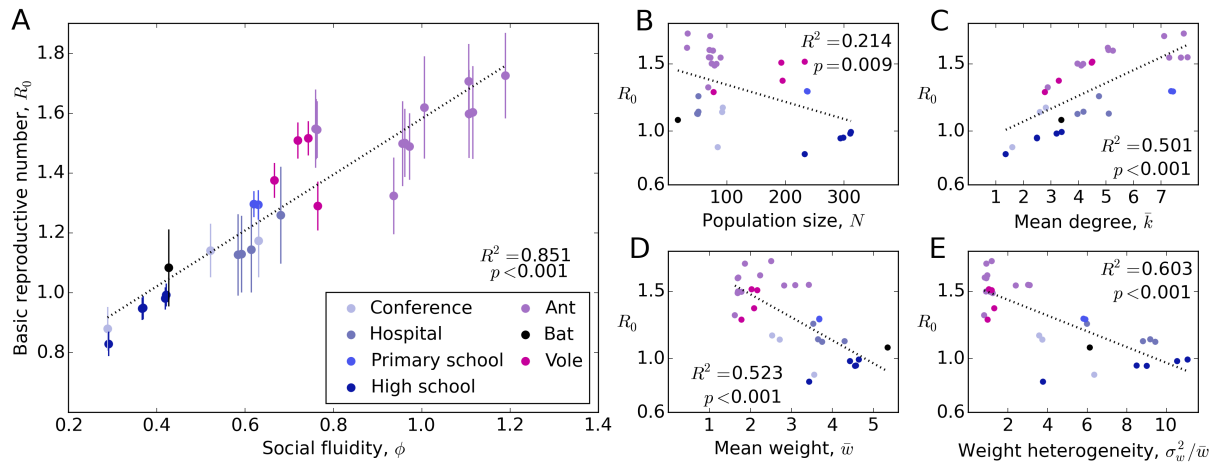 A
Basic reproductive number, R₀
1.8
1.6
1.4
1.2
1.0
0.8
0.2 0.4 0.6 0.8 1.0 1.2 1.4
Social fluidity, ϕ
R² = 0.851
p < 0.001
Conference
Hospital
Primary school
High school
Ant
Bat
Vole
B
R² = 0.214
p = 0.009
R₀
1.5
1.0
0.6
100 200 300
Population size, N
C
R² = 0.501
p < 0.001
R₀
1.5
1.0
0.6
1 2 3 4 5 6 7
Mean degree, k̄
D
R² = 0.523
p < 0.001
R₀
1.5
1.0
0.6
1 2 3 4 5
Mean weight, w̄
E
R² = 0.603
p < 0.001
R₀
1.5
1.0
0.6
2 4 6 8 10
Weight heterogeneity, σ_w²/w̄